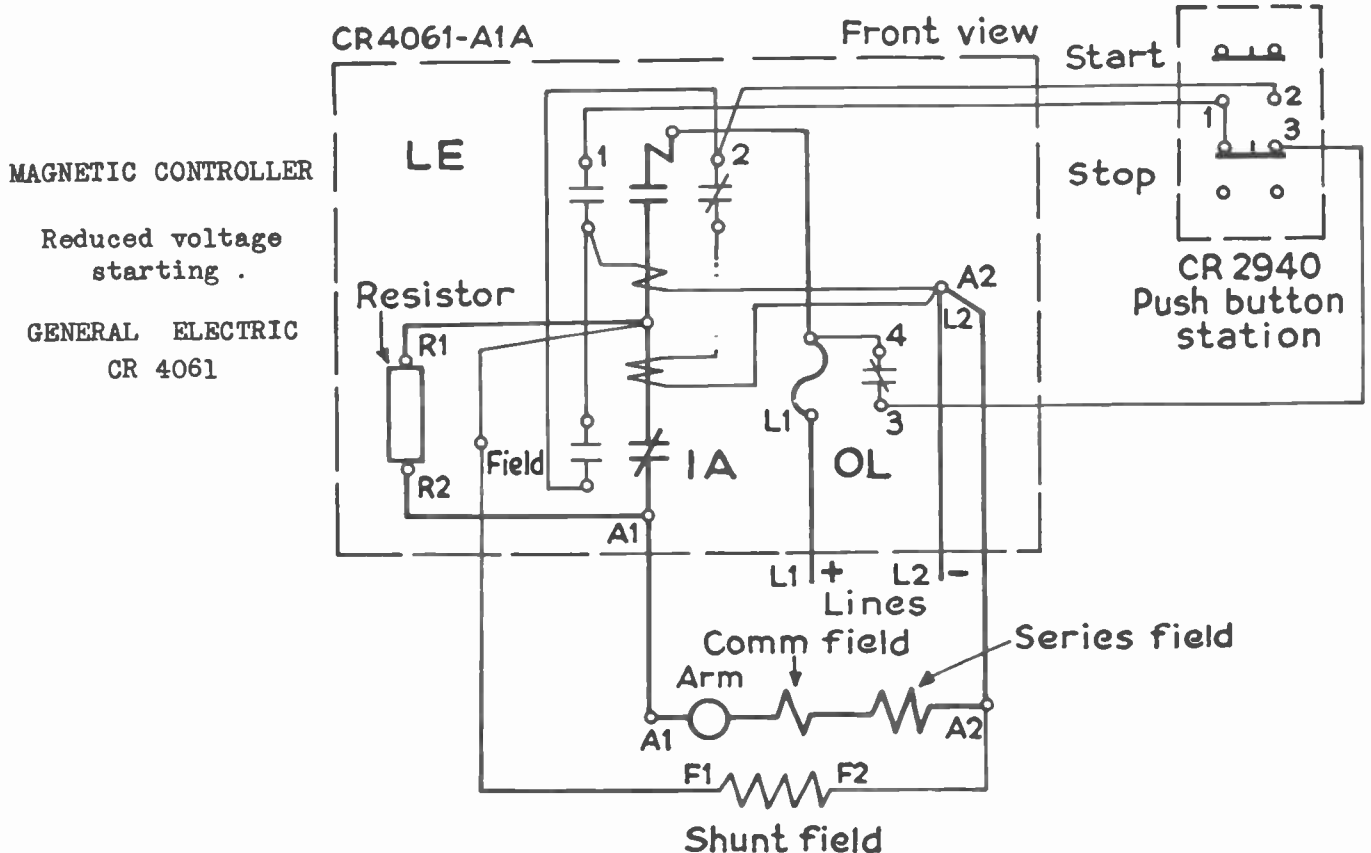 CR4061-A1A
Front view
Start
1
2
3
Stop
CR 2940
Push button
station
MAGNETIC CONTROLLER
Reduced voltage
starting .
GENERAL ELECTRIC
CR 4061
LE
1
2
Resistor
R1
R2
Field
1A
A1
A2
L2
4
3
L1
OL
L1 +
L2 -
Lines
Comm field
Series field
Arm
A1
A2
F1
F2
Shunt field